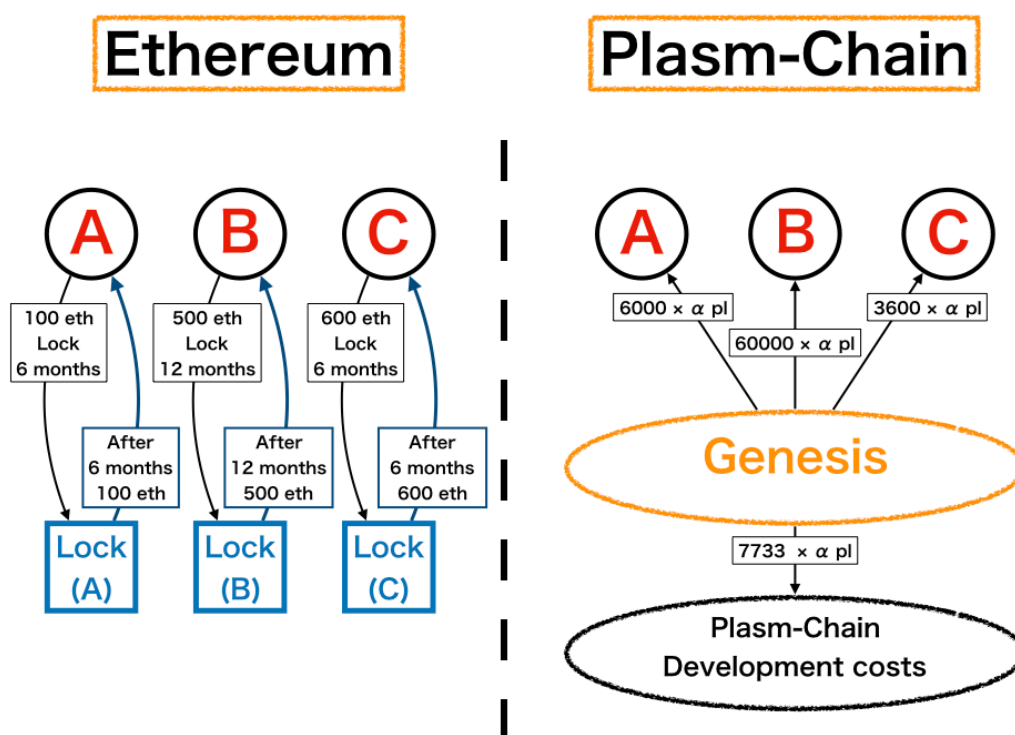 Ethereum
Plasm-Chain
A
B
C
100 eth
Lock
6 months
500 eth
Lock
12 months
600 eth
Lock
6 months
After
6 months
100 eth
After
12 months
500 eth
After
6 months
600 eth
Lock
(A)
Lock
(B)
Lock
(C)
A
B
C
6000 × α pl
60000 × α pl
3600 × α pl
Genesis
7733 × α pl
Plasm-Chain
Development costs